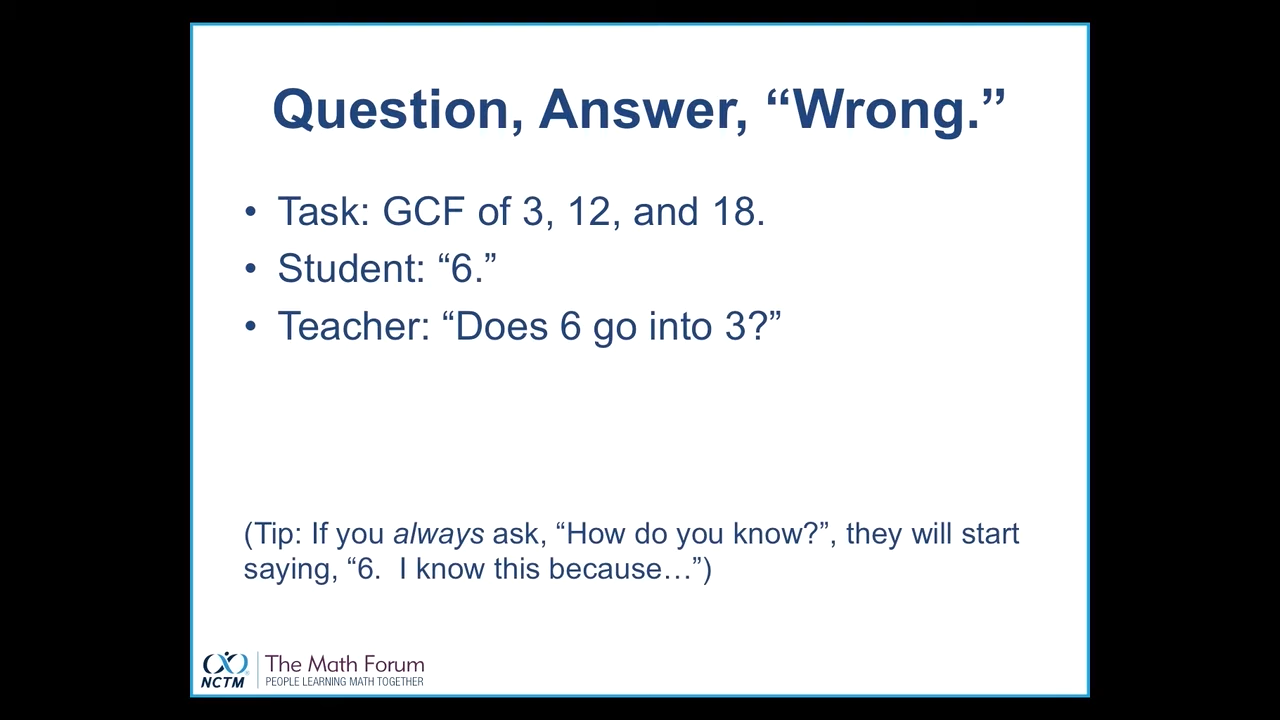 Question, Answer, “Wrong.”
• Task: GCF of 3, 12, and 18.
• Student: “6.”
• Teacher: “Does 6 go into 3?”
(Tip: If you always ask, “How do you know?”, they will start
saying, “6.  I know this because…”)
NCTM
The Math Forum
PEOPLE LEARNING MATH TOGETHER